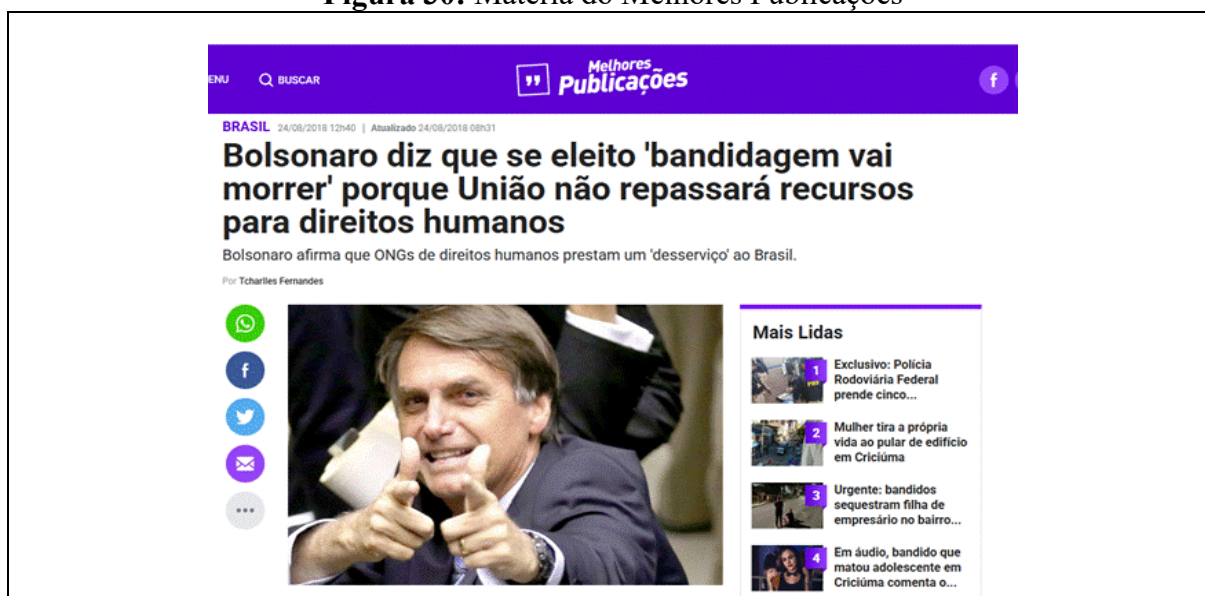 Figura 30: Matéria do Melhores Publicações
ENU
BUSCAR
Melhores
Publicações
BRASIL 24/08/2018 12h40 | Atualizado 24/08/2018 08h31
Bolsonaro diz que se eleito 'bandidagem vai
morrer' porque União não repassará recursos
para direitos humanos
Bolsonaro afirma que ONGs de direitos humanos prestam um 'desserviço' ao Brasil.
Por Tcharlles Fernandes
Mais Lidas
1
Exclusivo: Polícia
Rodoviária Federal
prende cinco...
2
Mulher tira a própria
vida ao pular de edifício
em Criciúma
3
Urgente: bandidos
sequestram filha de
empresário no bairro...
4
Em áudio, bandido que
matou adolescente em
Criciúma comenta o...